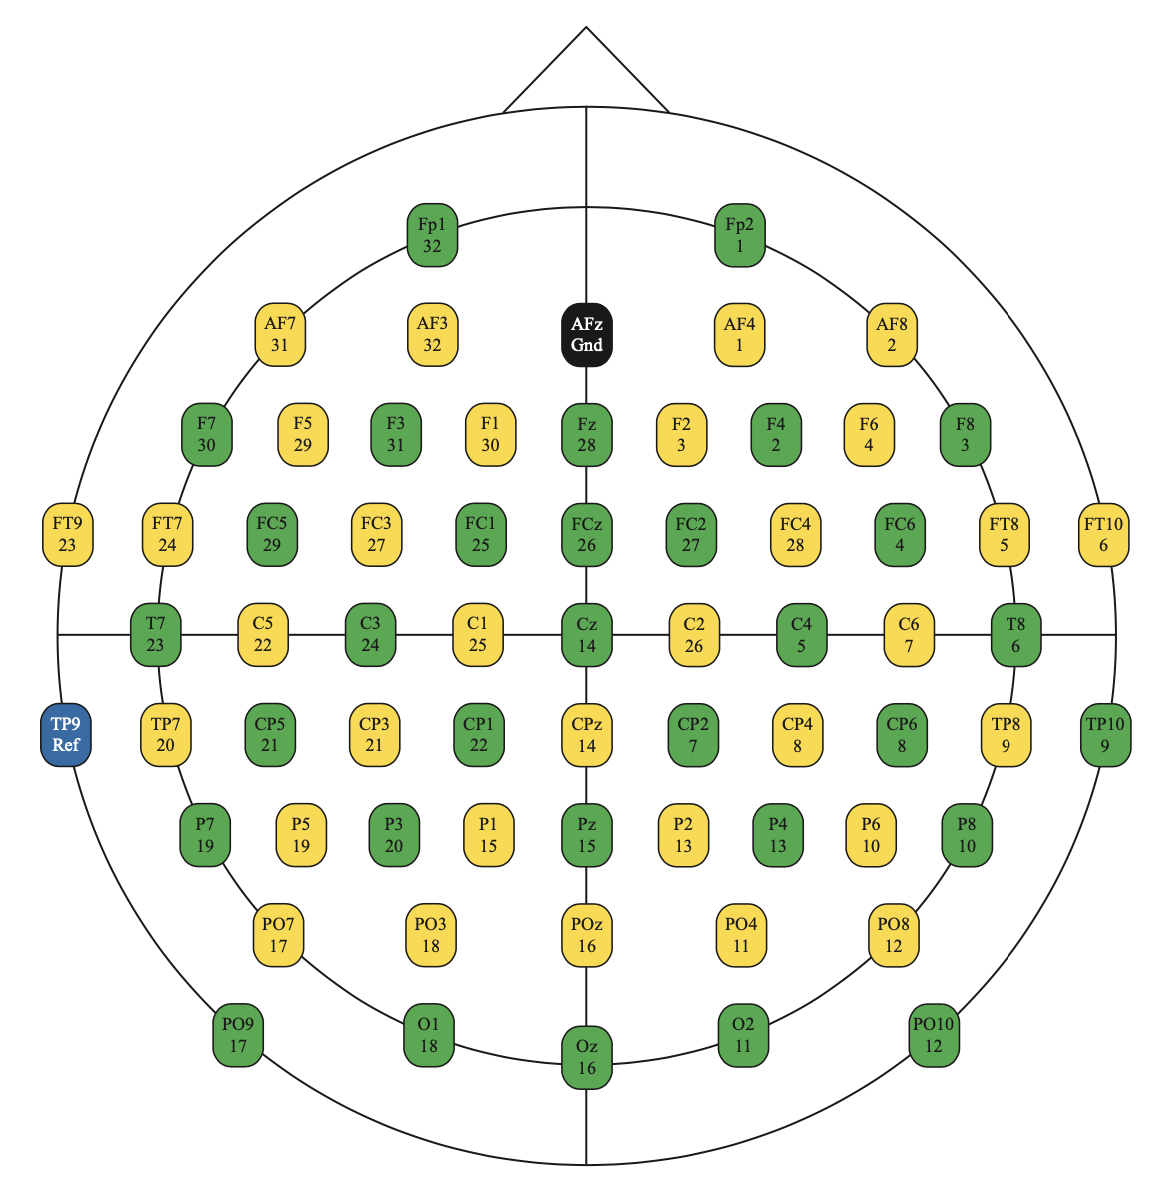 Fp1
32
Fp2
1
AF7
31
AF3
32
AFz
Gnd
AF4
1
AF8
2
F7
30
F5
29
F3
31
F1
30
Fz
28
F2
3
F4
2
F6
4
F8
3
FT9
23
FT7
24
FC5
29
FC3
27
FC1
25
FCz
26
FC2
27
FC4
28
FC6
4
FT8
5
FT10
6
T7
23
C5
22
C3
24
C1
25
Cz
14
C2
26
C4
5
C6
7
T8
6
TP9
Ref
TP7
20
CP5
21
CP3
21
CP1
22
CPz
14
CP2
7
CP4
8
CP6
8
TP8
9
TP10
9
P7
19
P5
19
P3
20
P1
15
Pz
15
P2
13
P4
13
P6
10
P8
10
PO7
17
PO3
18
POz
16
PO4
11
PO8
12
PO9
17
O1
18
Oz
16
O2
11
PO10
12